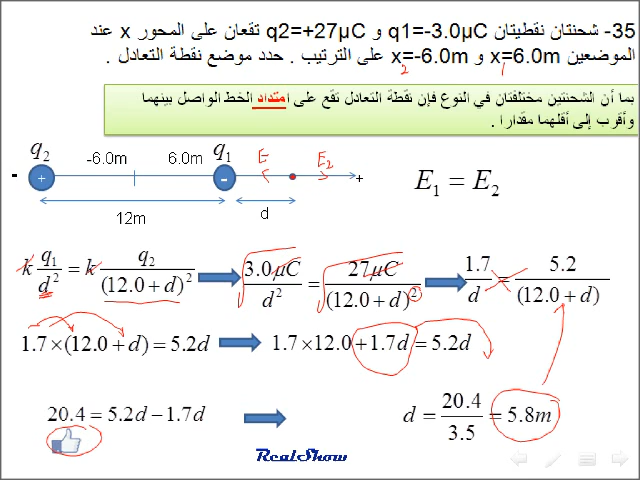 35- شحنتان نقطيتان q1=-3.0µC و q2=+27µC تقعان على المحور x عند
الموضعين x=6.0m و x=-6.0m على الترتيب . حدد موضع نقطة التعادل .
1 2
بما أن الشحنتين مختلفتان في النوع فإن نقطة التعادل تقع على امتداد الخط الواصل بينهما
وأقرب إلى أقلهما مقدارا .
q₂ -6.0m 6.0m q₁ E E₂
- + - +
12m d
E₁ = E₂
k q₁/d² = k q₂/(12.0+d)² 3.0µC/d² = 27µC/(12.0+d)² 1.7/d = 5.2/(12.0+d)
1.7×(12.0+d)=5.2d 1.7×12.0+1.7d=5.2d
20.4=5.2d−1.7d d = 20.4/3.5 = 5.8m
RealShow